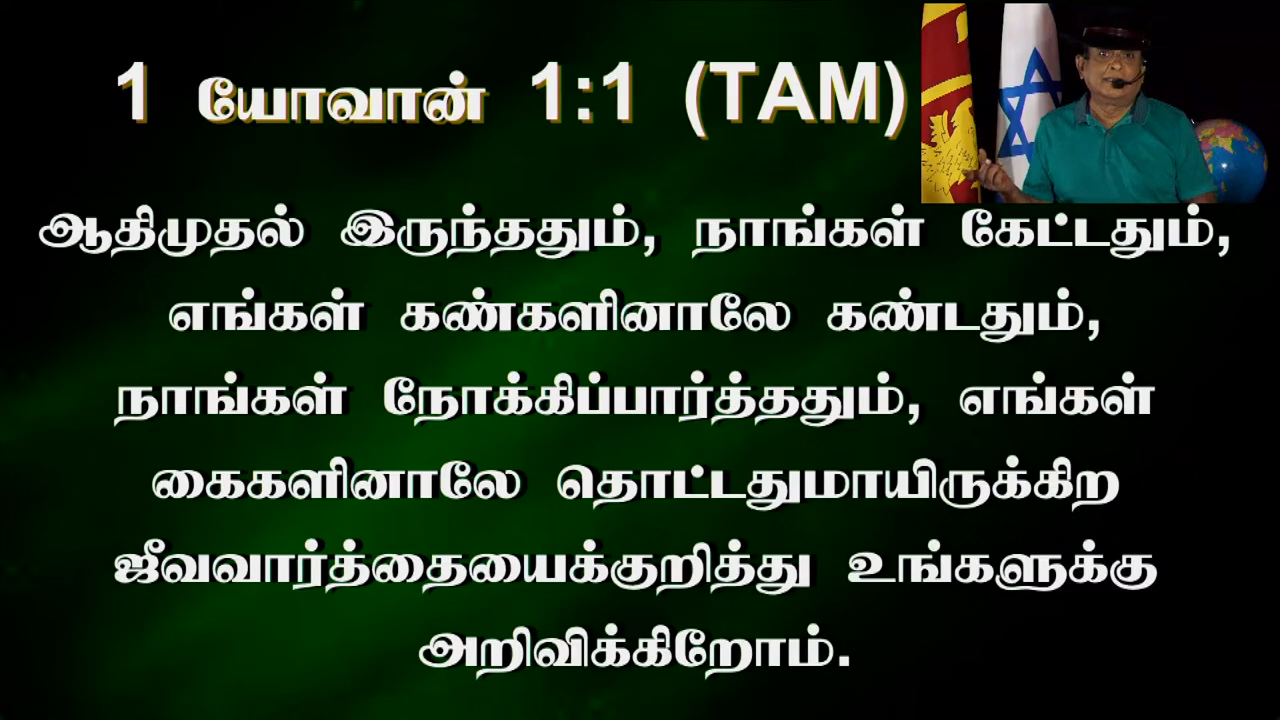 1 யோவான் 1:1 (TAM)
ஆதிமுதல் இருந்ததும், நாங்கள் கேட்டதும்,
எங்கள் கண்களினாலே கண்டதும்,
நாங்கள் நோக்கிப்பார்த்ததும், எங்கள்
கைகளினாலே தொட்டதுமாயிருக்கிற
ஜீவவார்த்தையைக்குறித்து உங்களுக்கு
அறிவிக்கிறோம்.